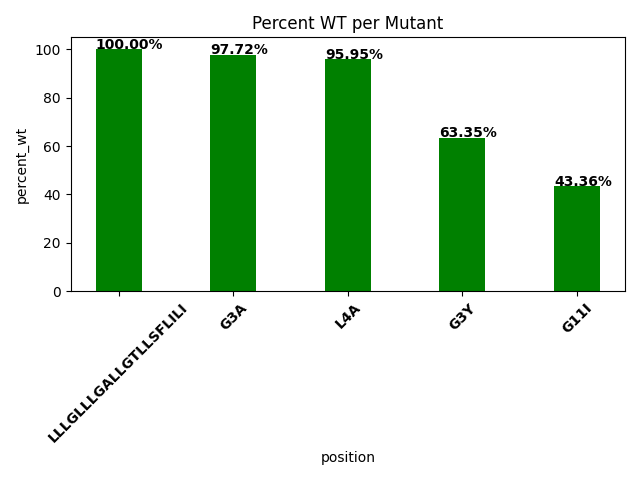 Percent WT per Mutant
percent_wt
100
80
60
40
20
0
100.00%
97.72%
95.95%
63.35%
43.36%
LLLGLLLGALLGTLLSFLILI
G3A
L4A
G3Y
G11I
position